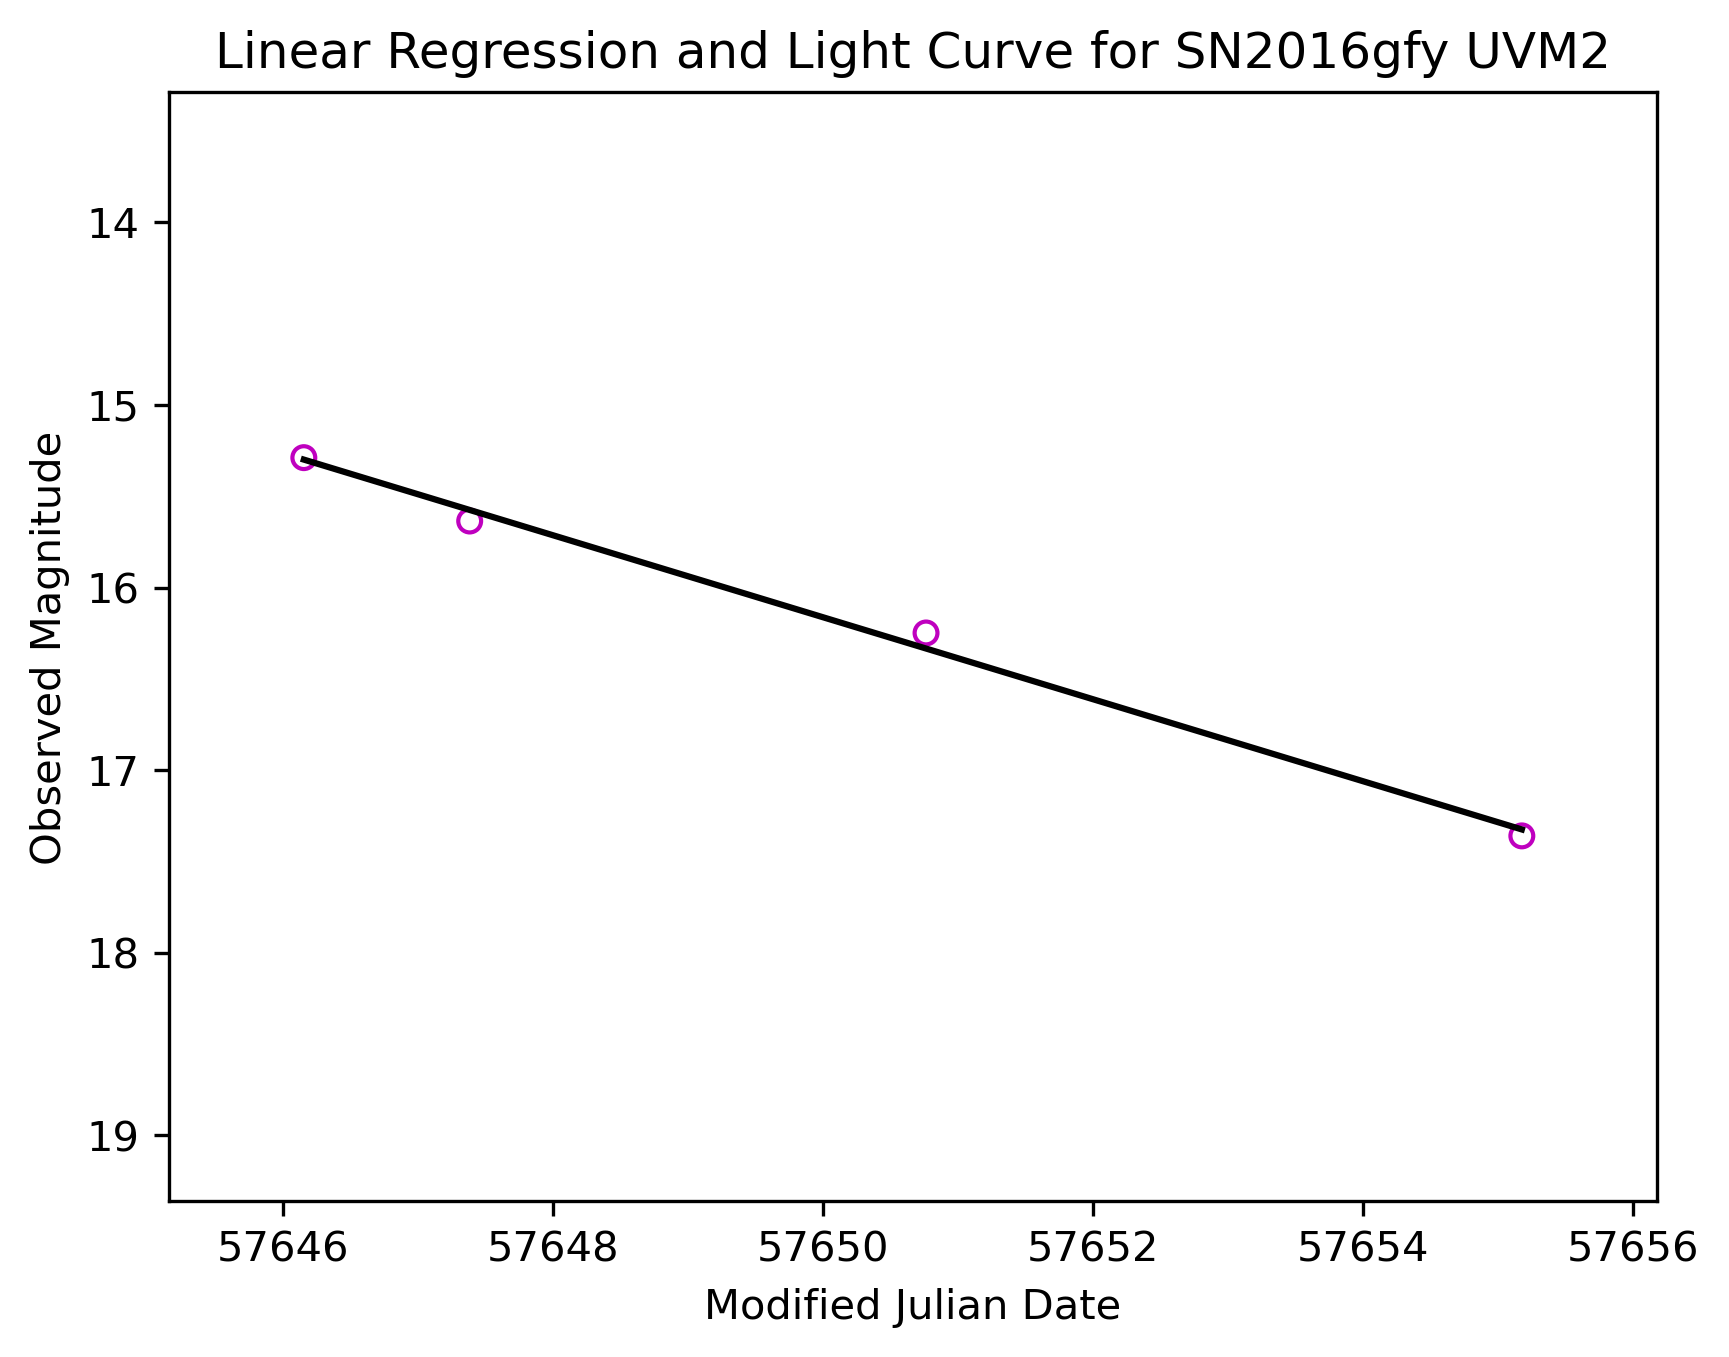 Linear Regression and Light Curve for SN2016gfy UVM2
14
15
16
17
18
19
Observed Magnitude
57646 57648 57650 57652 57654 57656
Modified Julian Date